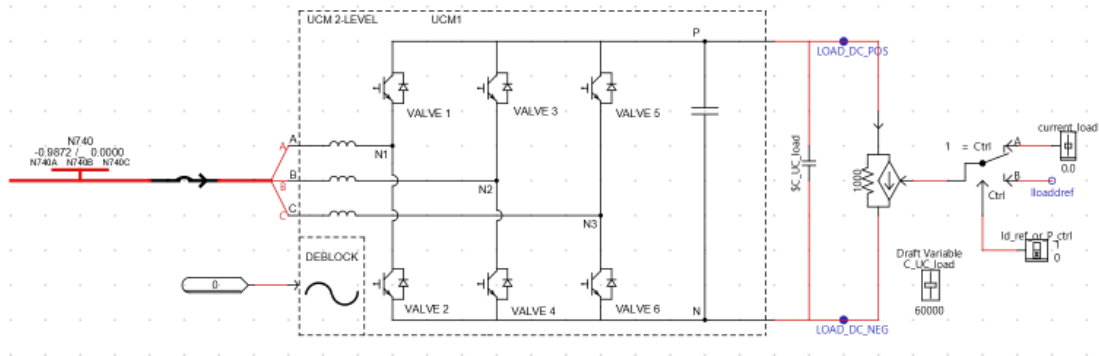 UCM 2-LEVEL
UCM1
P
LOAD_DC_POS
VALVE 1
VALVE 3
VALVE 5
N740
-0.9872 /_ 0.0000
N740A N740B N740C
A
A
B
B
C
C
N1
N2
N3
$C_UC_load
1000
1 = Ctrl
A
B
Ctrl
current_load
0.0
Iloaddref
Id_ref_or_P_ctrl
1
0
DEBLOCK
0
VALVE 2
VALVE 4
VALVE 6
N
LOAD_DC_NEG
Draft Variable
C_UC_load
60000